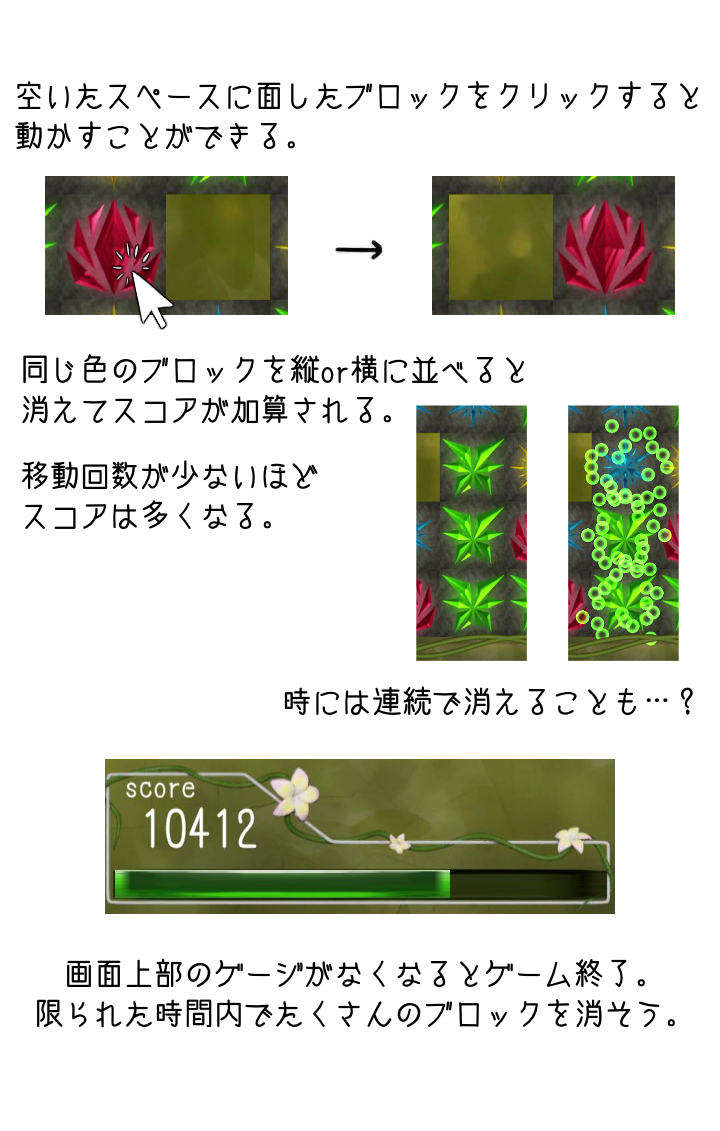 空いたスペースに面したブロックをクリックすると
動かすことができる。
→
同じ色のブロックを縦or横に並べると
消えてスコアが加算される。
移動回数が少ないほど
スコアは多くなる。
時には連続で消えることも…？
score
10412
画面上部のゲージがなくなるとゲーム終了。
限られた時間内でたくさんのブロックを消そう。